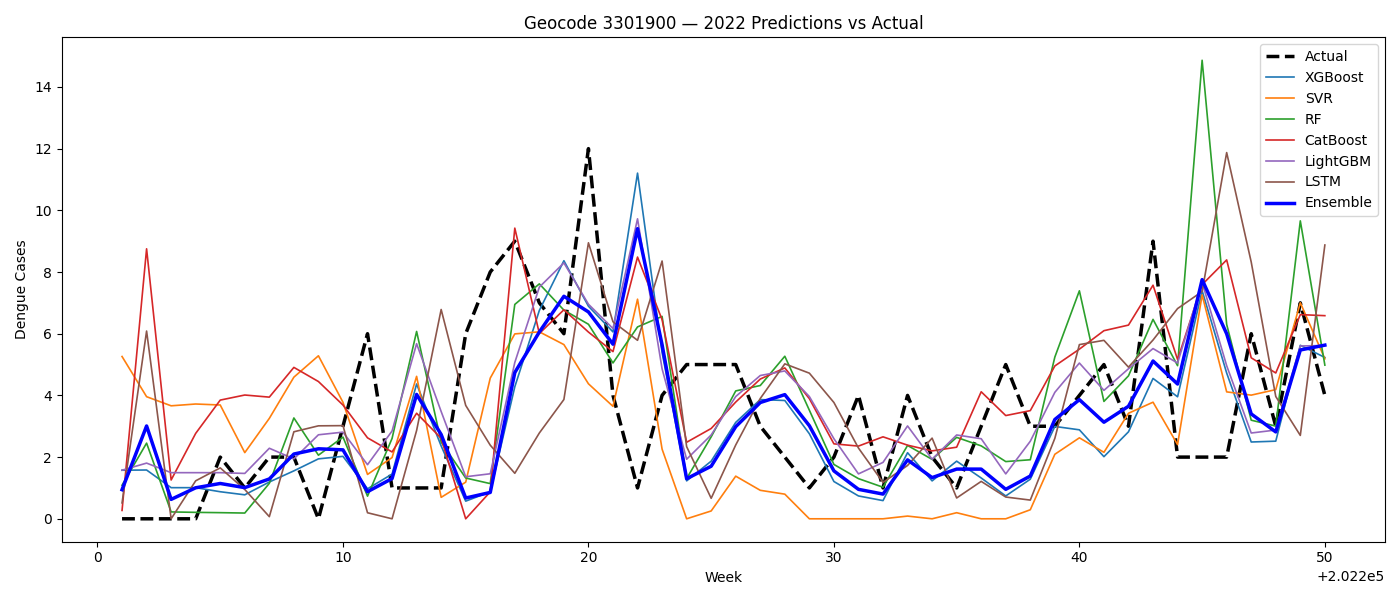 Geocode 3301900 — 2022 Predictions vs Actual
Dengue Cases
14
12
10
8
6
4
2
0
0
10
20
30
40
50
+2.022e5
Week
Actual
XGBoost
SVR
RF
CatBoost
LightGBM
LSTM
Ensemble